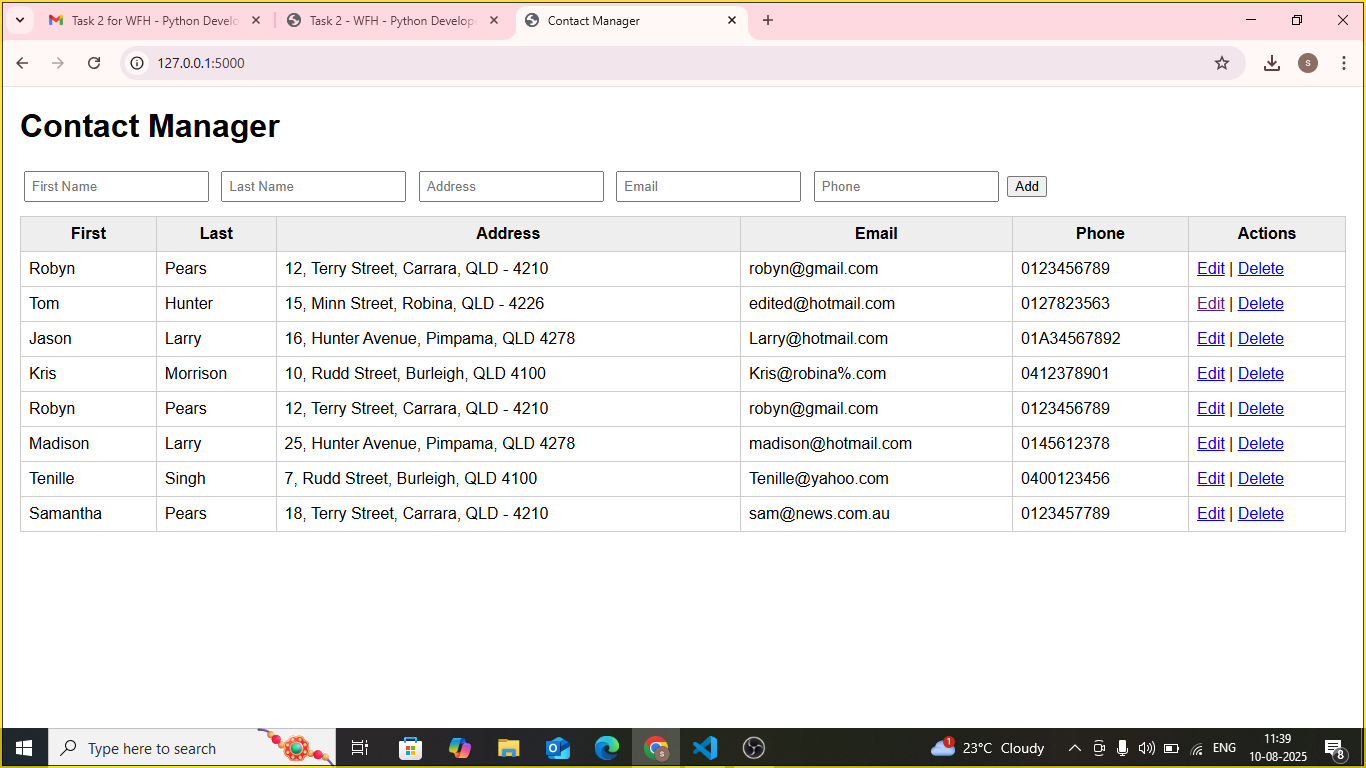 Task 2 for WFH - Python Develo
Task 2 - WFH - Python Develope
Contact Manager
127.0.0.1:5000
S
Contact Manager
First Name Last Name Address Email Phone Add
First Last Address Email Phone Actions
Robyn Pears 12, Terry Street, Carrara, QLD - 4210 robyn@gmail.com 0123456789 Edit | Delete
Tom Hunter 15, Minn Street, Robina, QLD - 4226 edited@hotmail.com 0127823563 Edit | Delete
Jason Larry 16, Hunter Avenue, Pimpama, QLD 4278 Larry@hotmail.com 01A34567892 Edit | Delete
Kris Morrison 10, Rudd Street, Burleigh, QLD 4100 Kris@robina%.com 0412378901 Edit | Delete
Robyn Pears 12, Terry Street, Carrara, QLD - 4210 robyn@gmail.com 0123456789 Edit | Delete
Madison Larry 25, Hunter Avenue, Pimpama, QLD 4278 madison@hotmail.com 0145612378 Edit | Delete
Tenille Singh 7, Rudd Street, Burleigh, QLD 4100 Tenille@yahoo.com 0400123456 Edit | Delete
Samantha Pears 18, Terry Street, Carrara, QLD - 4210 sam@news.com.au 0123457789 Edit | Delete
Type here to search
1
23°C Cloudy
ENG
11:39
10-08-2025
8